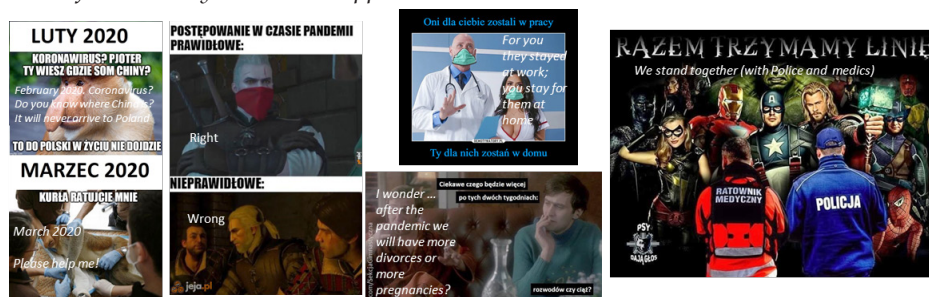 LUTY 2020
KORONAWIRUS? PJOTER
TY WIESZ GDZIE SOM CHINY?
February 2020. Coronavirus?
Do you know where China is?
It will never arrive to Poland
TO DO POLSKI W ŻYCIU NIE DOJDZIE
MARZEC 2020
KURŁA RATUJCIE MNIE
March 2020
Please help me!
POSTĘPOWANIE W CZASIE PANDEMII
PRAWIDŁOWE:
Right
NIEPRAWIDŁOWE:
Wrong
jeja.pl
Oni dla ciebie zostali w pracy
For you
they stayed
at work;
you stay for
them at
home
Ty dla nich zostań w domu
Ciekawe czego będzie więcej
po tych dwóch tygodniach:
I wonder ...
after the
pandemic we
will have more
divorces or
more
pregnancies?
rozwodów czy ciąż?
RAZEM TRZYMAMY LINIĘ
We stand together (with Police and medics)
RATOWNIK
MEDYCZNY
POLICJA
PSY
DAJĄ GŁOS